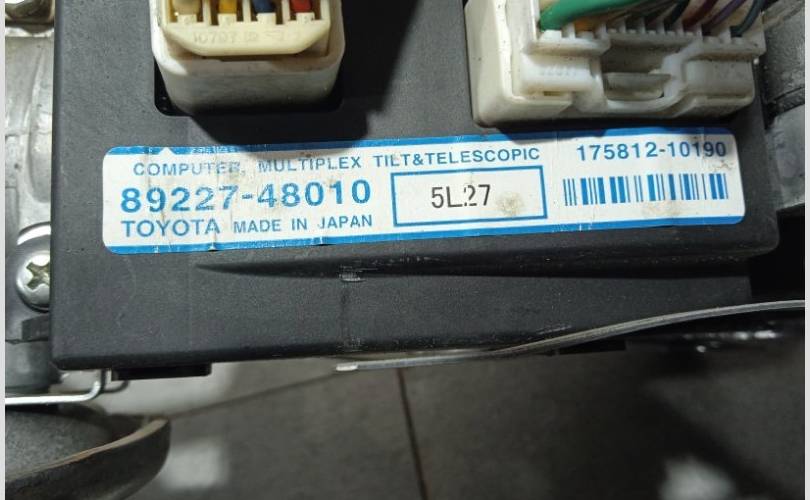 COMPUTER, MULTIPLEX TILT&TELESCOPIC 175812-10190
89227-48010 5L27
TOYOTA MADE IN JAPAN